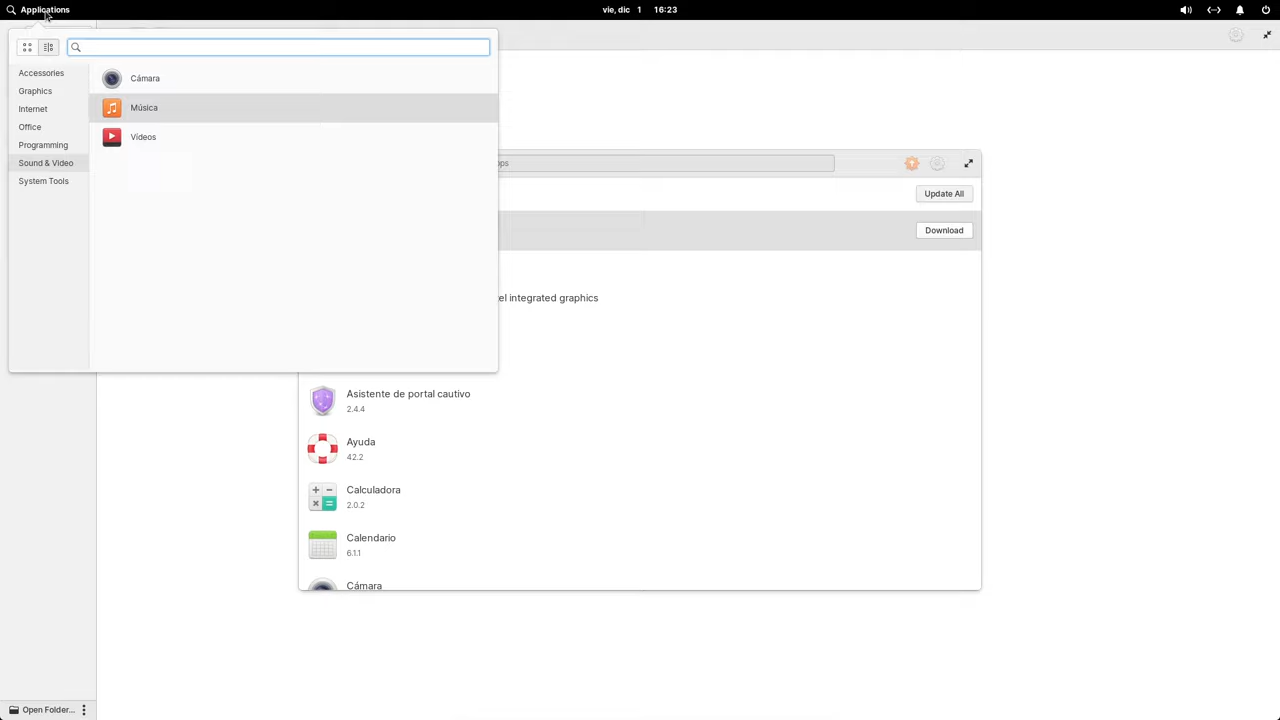 Applications
vie, dic 1 16:23
Accessories
Graphics
Internet
Office
Programming
Sound & Video
System Tools
Cámara
Música
Vídeos
Update All
Download
integrated graphics
Asistente de portal cautivo
2.4.4
Ayuda
42.2
Calculadora
2.0.2
Calendario
6.1.1
Cámara
Open Folder...